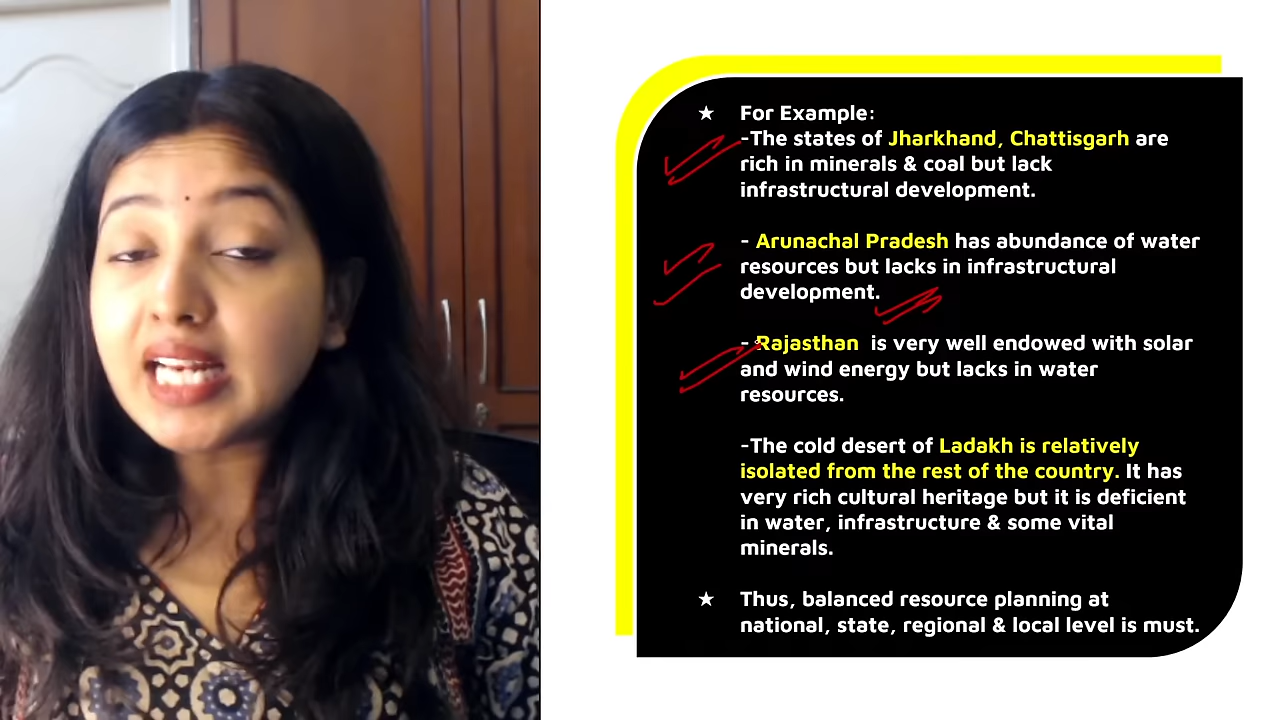 ★ For Example:
-The states of Jharkhand, Chattisgarh are
rich in minerals & coal but lack
infrastructural development.
- Arunachal Pradesh has abundance of water
resources but lacks in infrastructural
development.
- Rajasthan is very well endowed with solar
and wind energy but lacks in water
resources.
-The cold desert of Ladakh is relatively
isolated from the rest of the country. It has
very rich cultural heritage but it is deficient
in water, infrastructure & some vital
minerals.
★ Thus, balanced resource planning at
national, state, regional & local level is must.